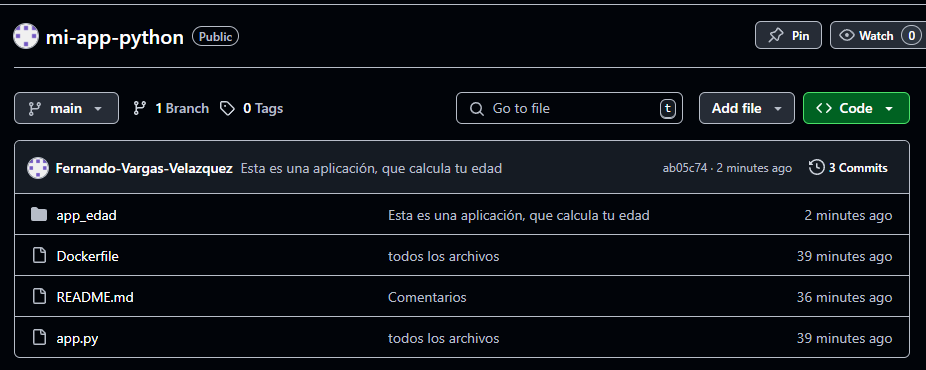 mi-app-python Public Pin Watch 0
main 1 Branch 0 Tags Go to file t Add file Code
Fernando-Vargas-Velazquez Esta es una aplicación, que calcula tu edad ab05c74 · 2 minutes ago 3 Commits
app_edad Esta es una aplicación, que calcula tu edad 2 minutes ago
Dockerfile todos los archivos 39 minutes ago
README.md Comentarios 36 minutes ago
app.py todos los archivos 39 minutes ago